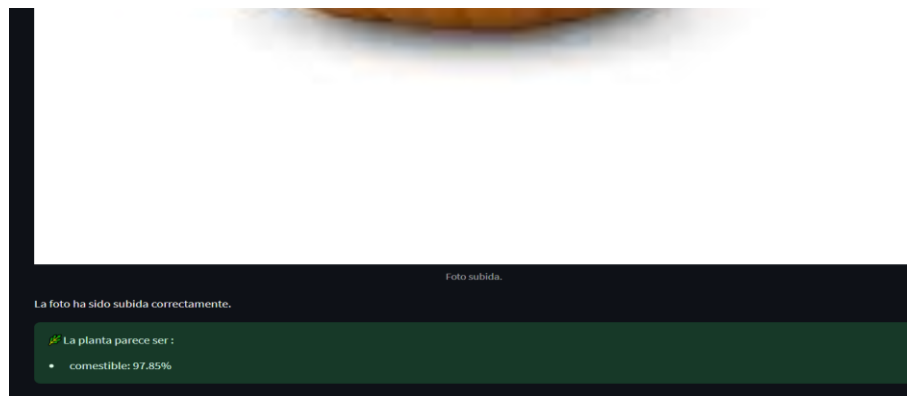 Foto subida.
La foto ha sido subida correctamente.
🌿 La planta parece ser :
• comestible: 97.85%